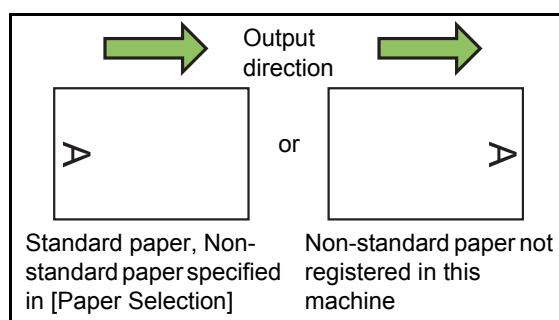 Output
direction
A
or
A
Standard paper, Non-
standard paper specified
in [Paper Selection]
Non-standard paper not
registered in this
machine